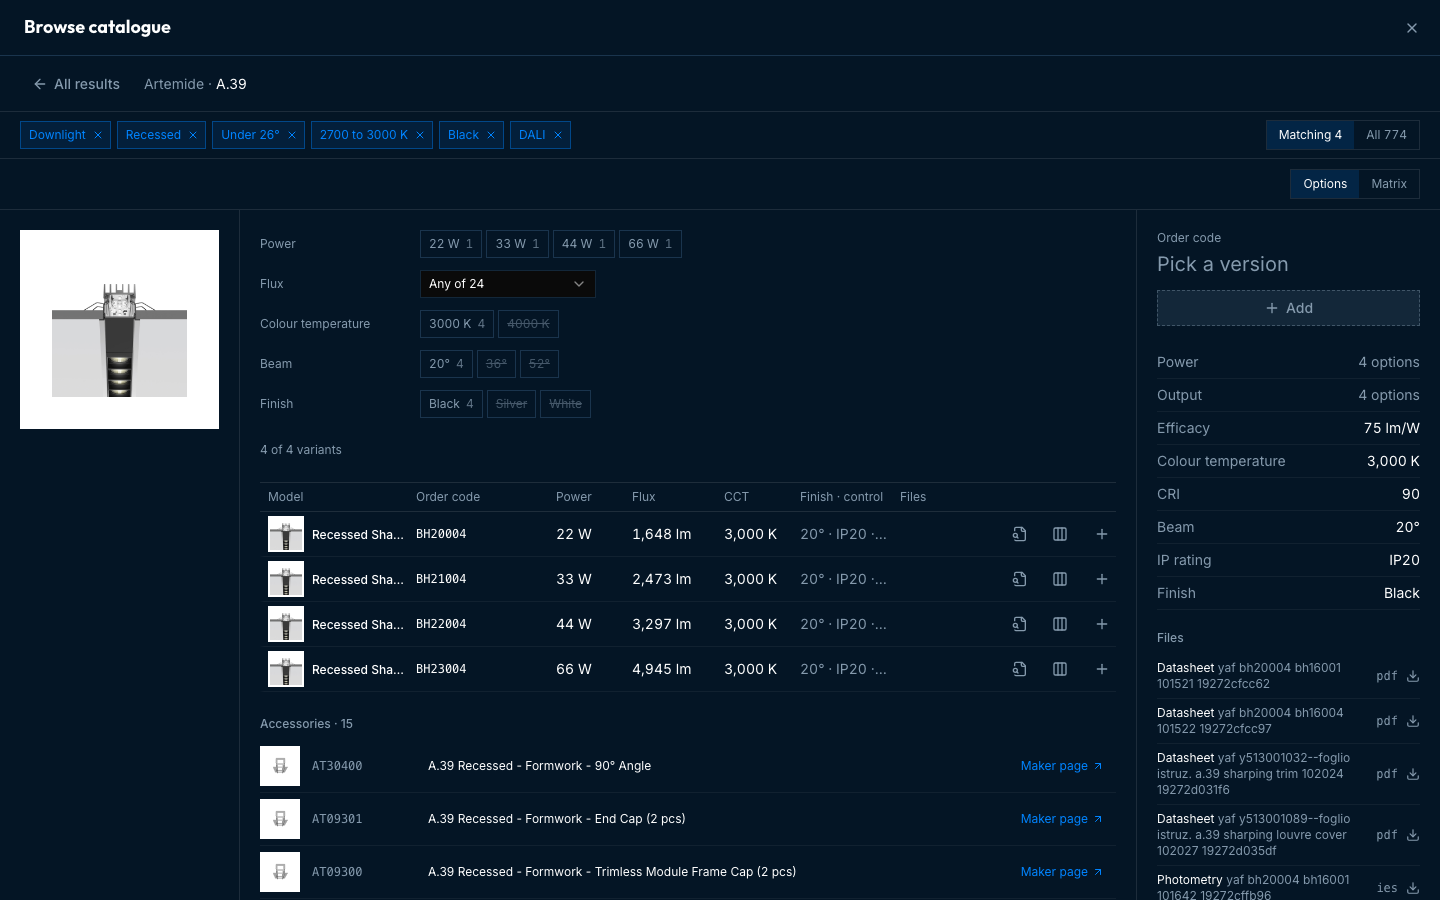 Browse catalogue
All results
Artemide · A.39
Downlight
Recessed
Under 26°
2700 to 3000 K
Black
DALI
Matching 4
All 774
Options
Matrix
Power
22 W 1
33 W 1
44 W 1
66 W 1
Flux
Any of 24
Colour temperature
3000 K 4
4000 K
Beam
20° 4
36°
52°
Finish
Black 4
Silver
White
4 of 4 variants
Model Order code Power Flux CCT Finish · control Files
Recessed Sha... BH20004 22 W 1,648 lm 3,000 K 20° · IP20 ·...
Recessed Sha... BH21004 33 W 2,473 lm 3,000 K 20° · IP20 ·...
Recessed Sha... BH22004 44 W 3,297 lm 3,000 K 20° · IP20 ·...
Recessed Sha... BH23004 66 W 4,945 lm 3,000 K 20° · IP20 ·...
Accessories · 15
AT30400 A.39 Recessed - Formwork - 90° Angle Maker page
AT09301 A.39 Recessed - Formwork - End Cap (2 pcs) Maker page
AT09300 A.39 Recessed - Formwork - Trimless Module Frame Cap (2 pcs) Maker page
Order code
Pick a version
Add
Power 4 options
Output 4 options
Efficacy 75 lm/W
Colour temperature 3,000 K
CRI 90
Beam 20°
IP rating IP20
Finish Black
Files
Datasheet yaf bh20004 bh16001
101521 19272cfcc62 pdf
Datasheet yaf bh20004 bh16004
101522 19272cfcc97 pdf
Datasheet yaf y513001032--foglio
istruz. a.39 sharping trim 102024 pdf
19272d031f6
Datasheet yaf y513001089--foglio
istruz. a.39 sharping louvre cover pdf
102027 19272d035df
Photometry yaf bh20004 bh16001
101642 19272cffb96 ies